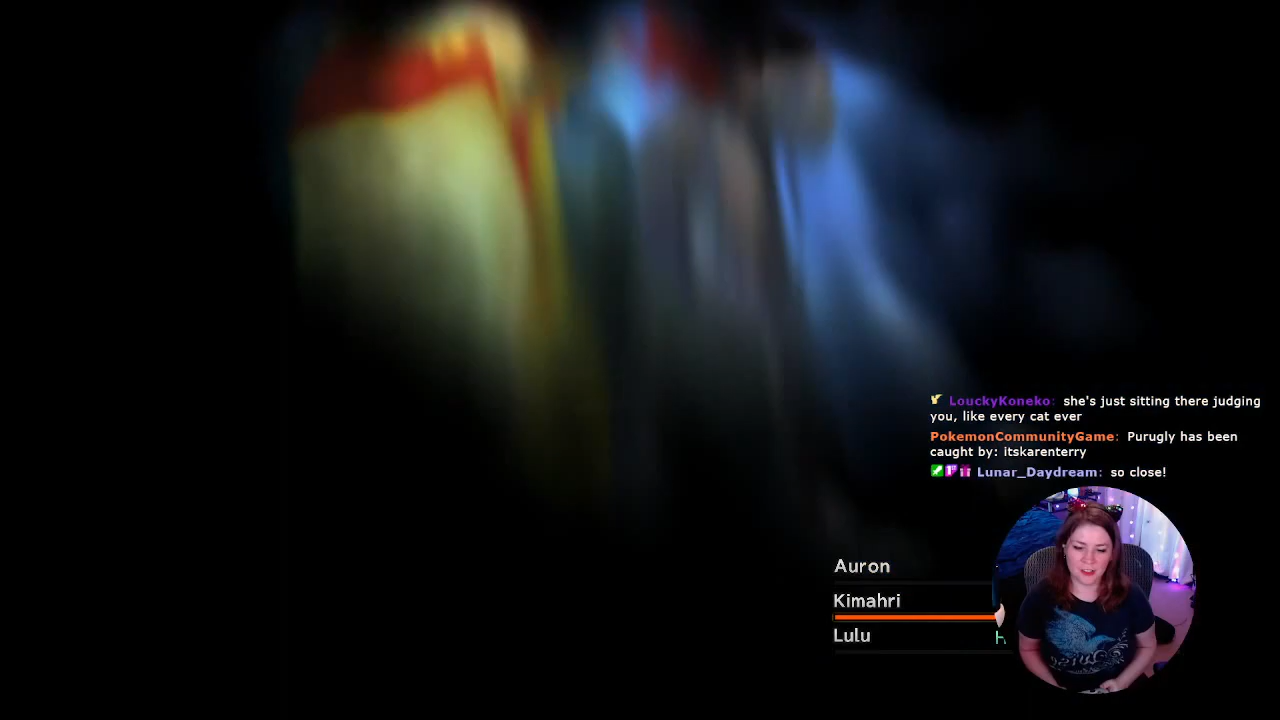 LouckyKoneko: she's just sitting there judging
you, like every cat ever
PokemonCommunityGame: Purugly has been
caught by: itskarenterry
Lunar_Daydream: so close!
Auron
Kimahri
Lulu